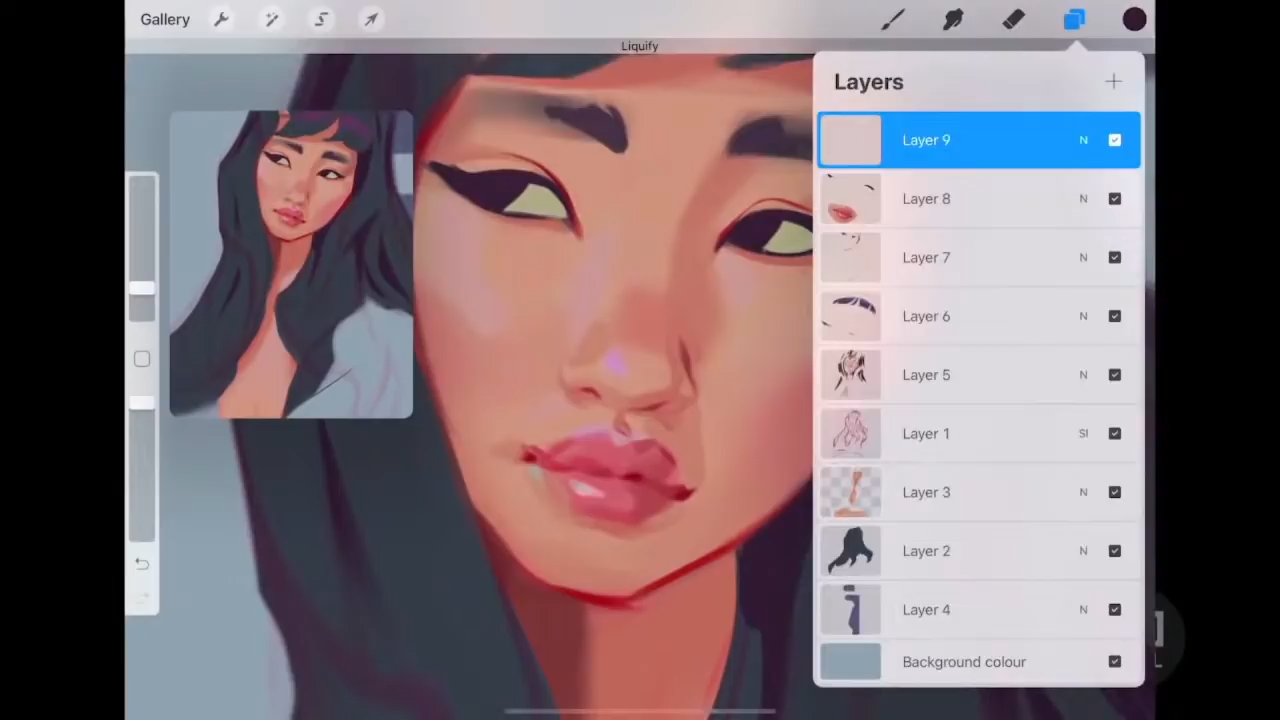 Gallery
Liquify
Layers
Layer 9 N
Layer 8 N
Layer 7 N
Layer 6 N
Layer 5 N
Layer 1 SI
Layer 3 N
Layer 2 N
Layer 4 N
Background colour